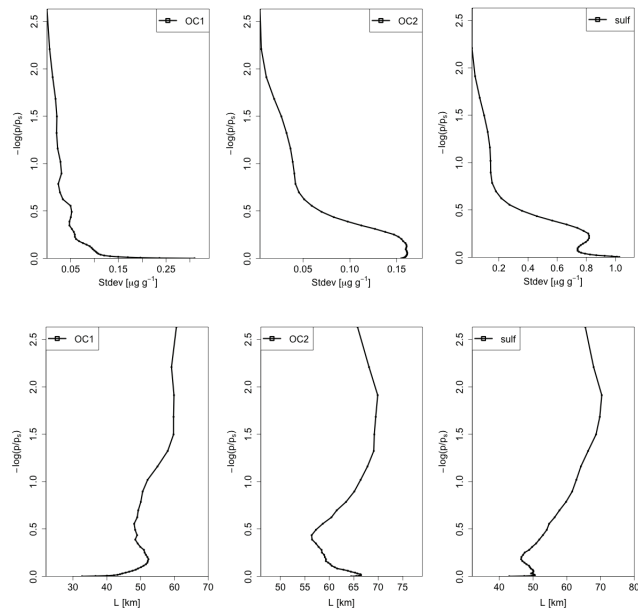 OC1
−log(p/ps)
0.0 0.5 1.0 1.5 2.0 2.5
0.05 0.15 0.25
Stdev [μg g−1]
OC2
−log(p/ps)
0.0 0.5 1.0 1.5 2.0 2.5
0.05 0.10 0.15
Stdev [μg g−1]
sulf
−log(p/ps)
0.0 0.5 1.0 1.5 2.0 2.5
0.2 0.4 0.6 0.8 1.0
Stdev [μg g−1]
OC1
−log(p/ps)
0.0 0.5 1.0 1.5 2.0 2.5
30 40 50 60 70
L [km]
OC2
−log(p/ps)
0.0 0.5 1.0 1.5 2.0 2.5
50 55 60 65 70 75
L [km]
sulf
−log(p/ps)
0.0 0.5 1.0 1.5 2.0 2.5
40 50 60 70 80
L [km]